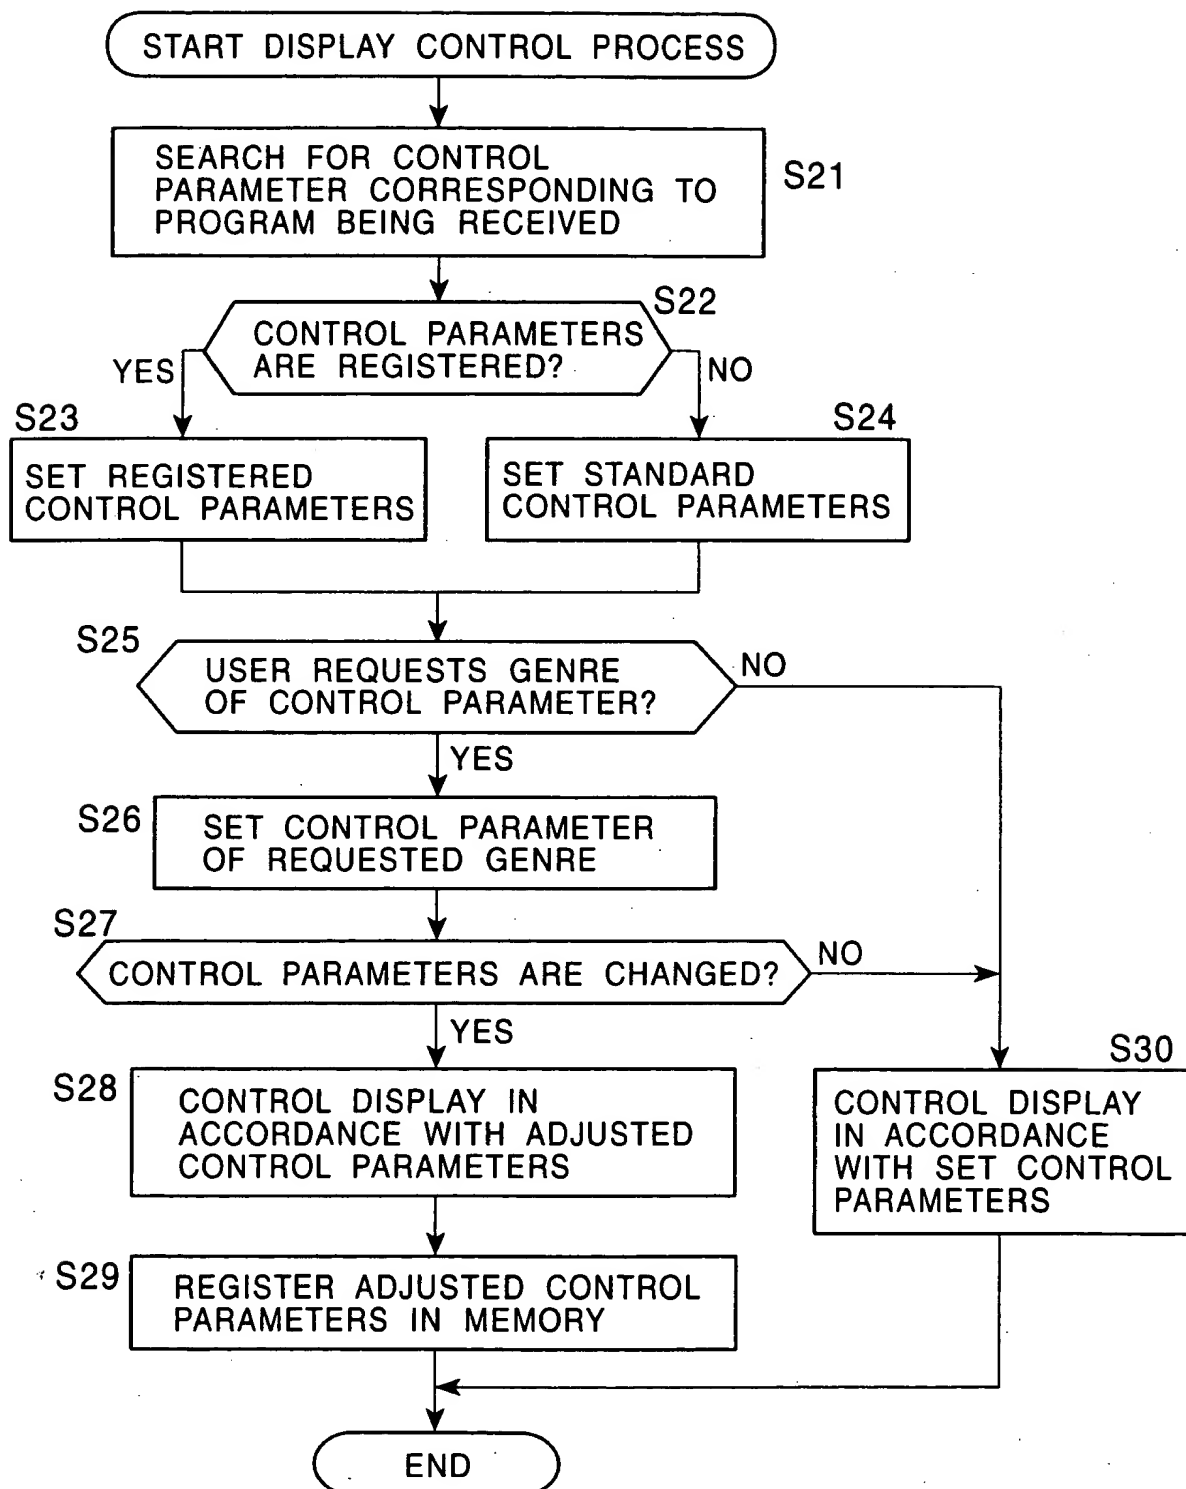 START DISPLAY CONTROL PROCESS
SEARCH FOR CONTROL
PARAMETER CORRESPONDING TO
PROGRAM BEING RECEIVED
S21
S22
CONTROL PARAMETERS
ARE REGISTERED?
YES
NO
S23
S24
SET REGISTERED
CONTROL PARAMETERS
SET STANDARD
CONTROL PARAMETERS
S25
USER REQUESTS GENRE
OF CONTROL PARAMETER?
NO
YES
S26
SET CONTROL PARAMETER
OF REQUESTED GENRE
S27
CONTROL PARAMETERS ARE CHANGED?
NO
YES
S28
CONTROL DISPLAY IN
ACCORDANCE WITH ADJUSTED
CONTROL PARAMETERS
S30
CONTROL DISPLAY
IN ACCORDANCE
WITH SET CONTROL
PARAMETERS
S29
REGISTER ADJUSTED CONTROL
PARAMETERS IN MEMORY
END